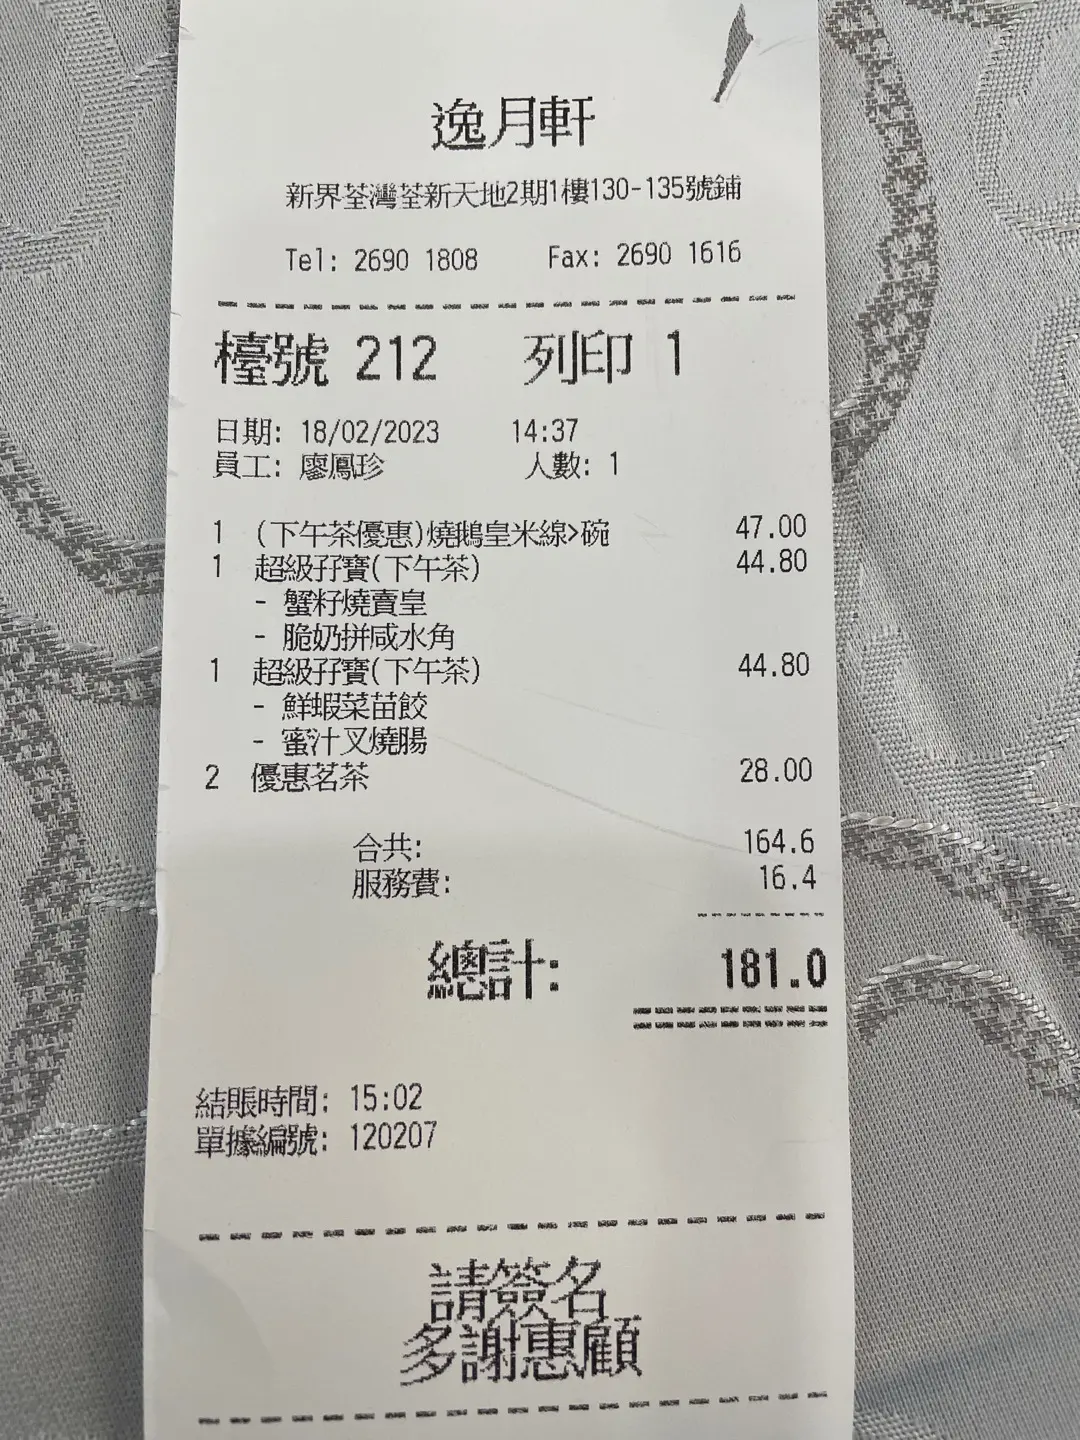 逸月軒
新界荃灣荃新天地2期1樓130-135號鋪
Tel: 2690 1808 Fax: 2690 1616
檯號 212 列印 1
日期: 18/02/2023 14:37
員工: 廖鳳珍 人數: 1
1 (下午茶優惠)燒鵝皇米線>碗 47.00
1 超級孖寶(下午茶) 44.80
- 蟹籽燒賣皇
- 脆奶拼咸水角
1 超級孖寶(下午茶) 44.80
- 鮮蝦菜苗餃
- 蜜汁叉燒腸
2 優惠茗茶 28.00
合共: 164.6
服務費: 16.4
總計: 181.0
結賬時間: 15:02
單據編號: 120207
請簽名
多謝惠顧